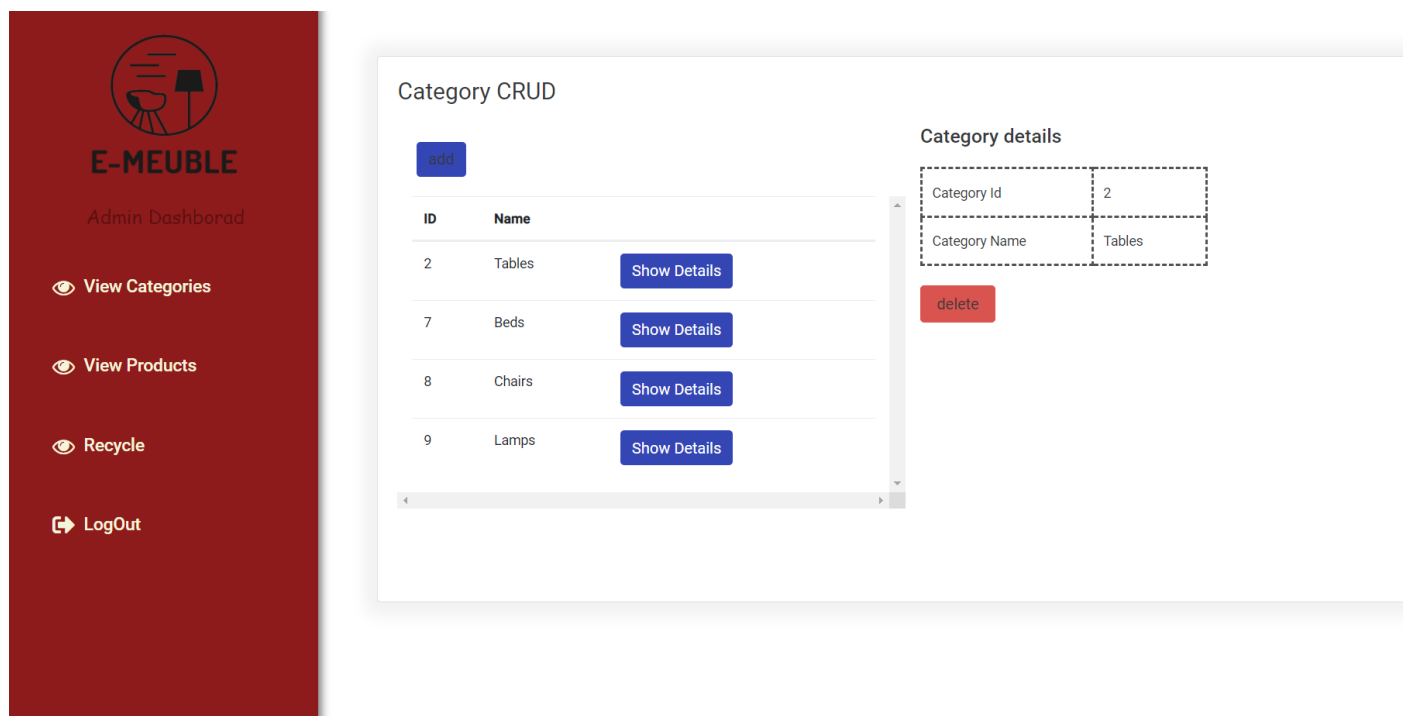 E-MEUBLE
Admin Dashborad
View Categories
View Products
Recycle
LogOut
Category CRUD
add
ID Name
2 Tables Show Details
7 Beds Show Details
8 Chairs Show Details
9 Lamps Show Details
Category details
Category Id 2
Category Name Tables
delete